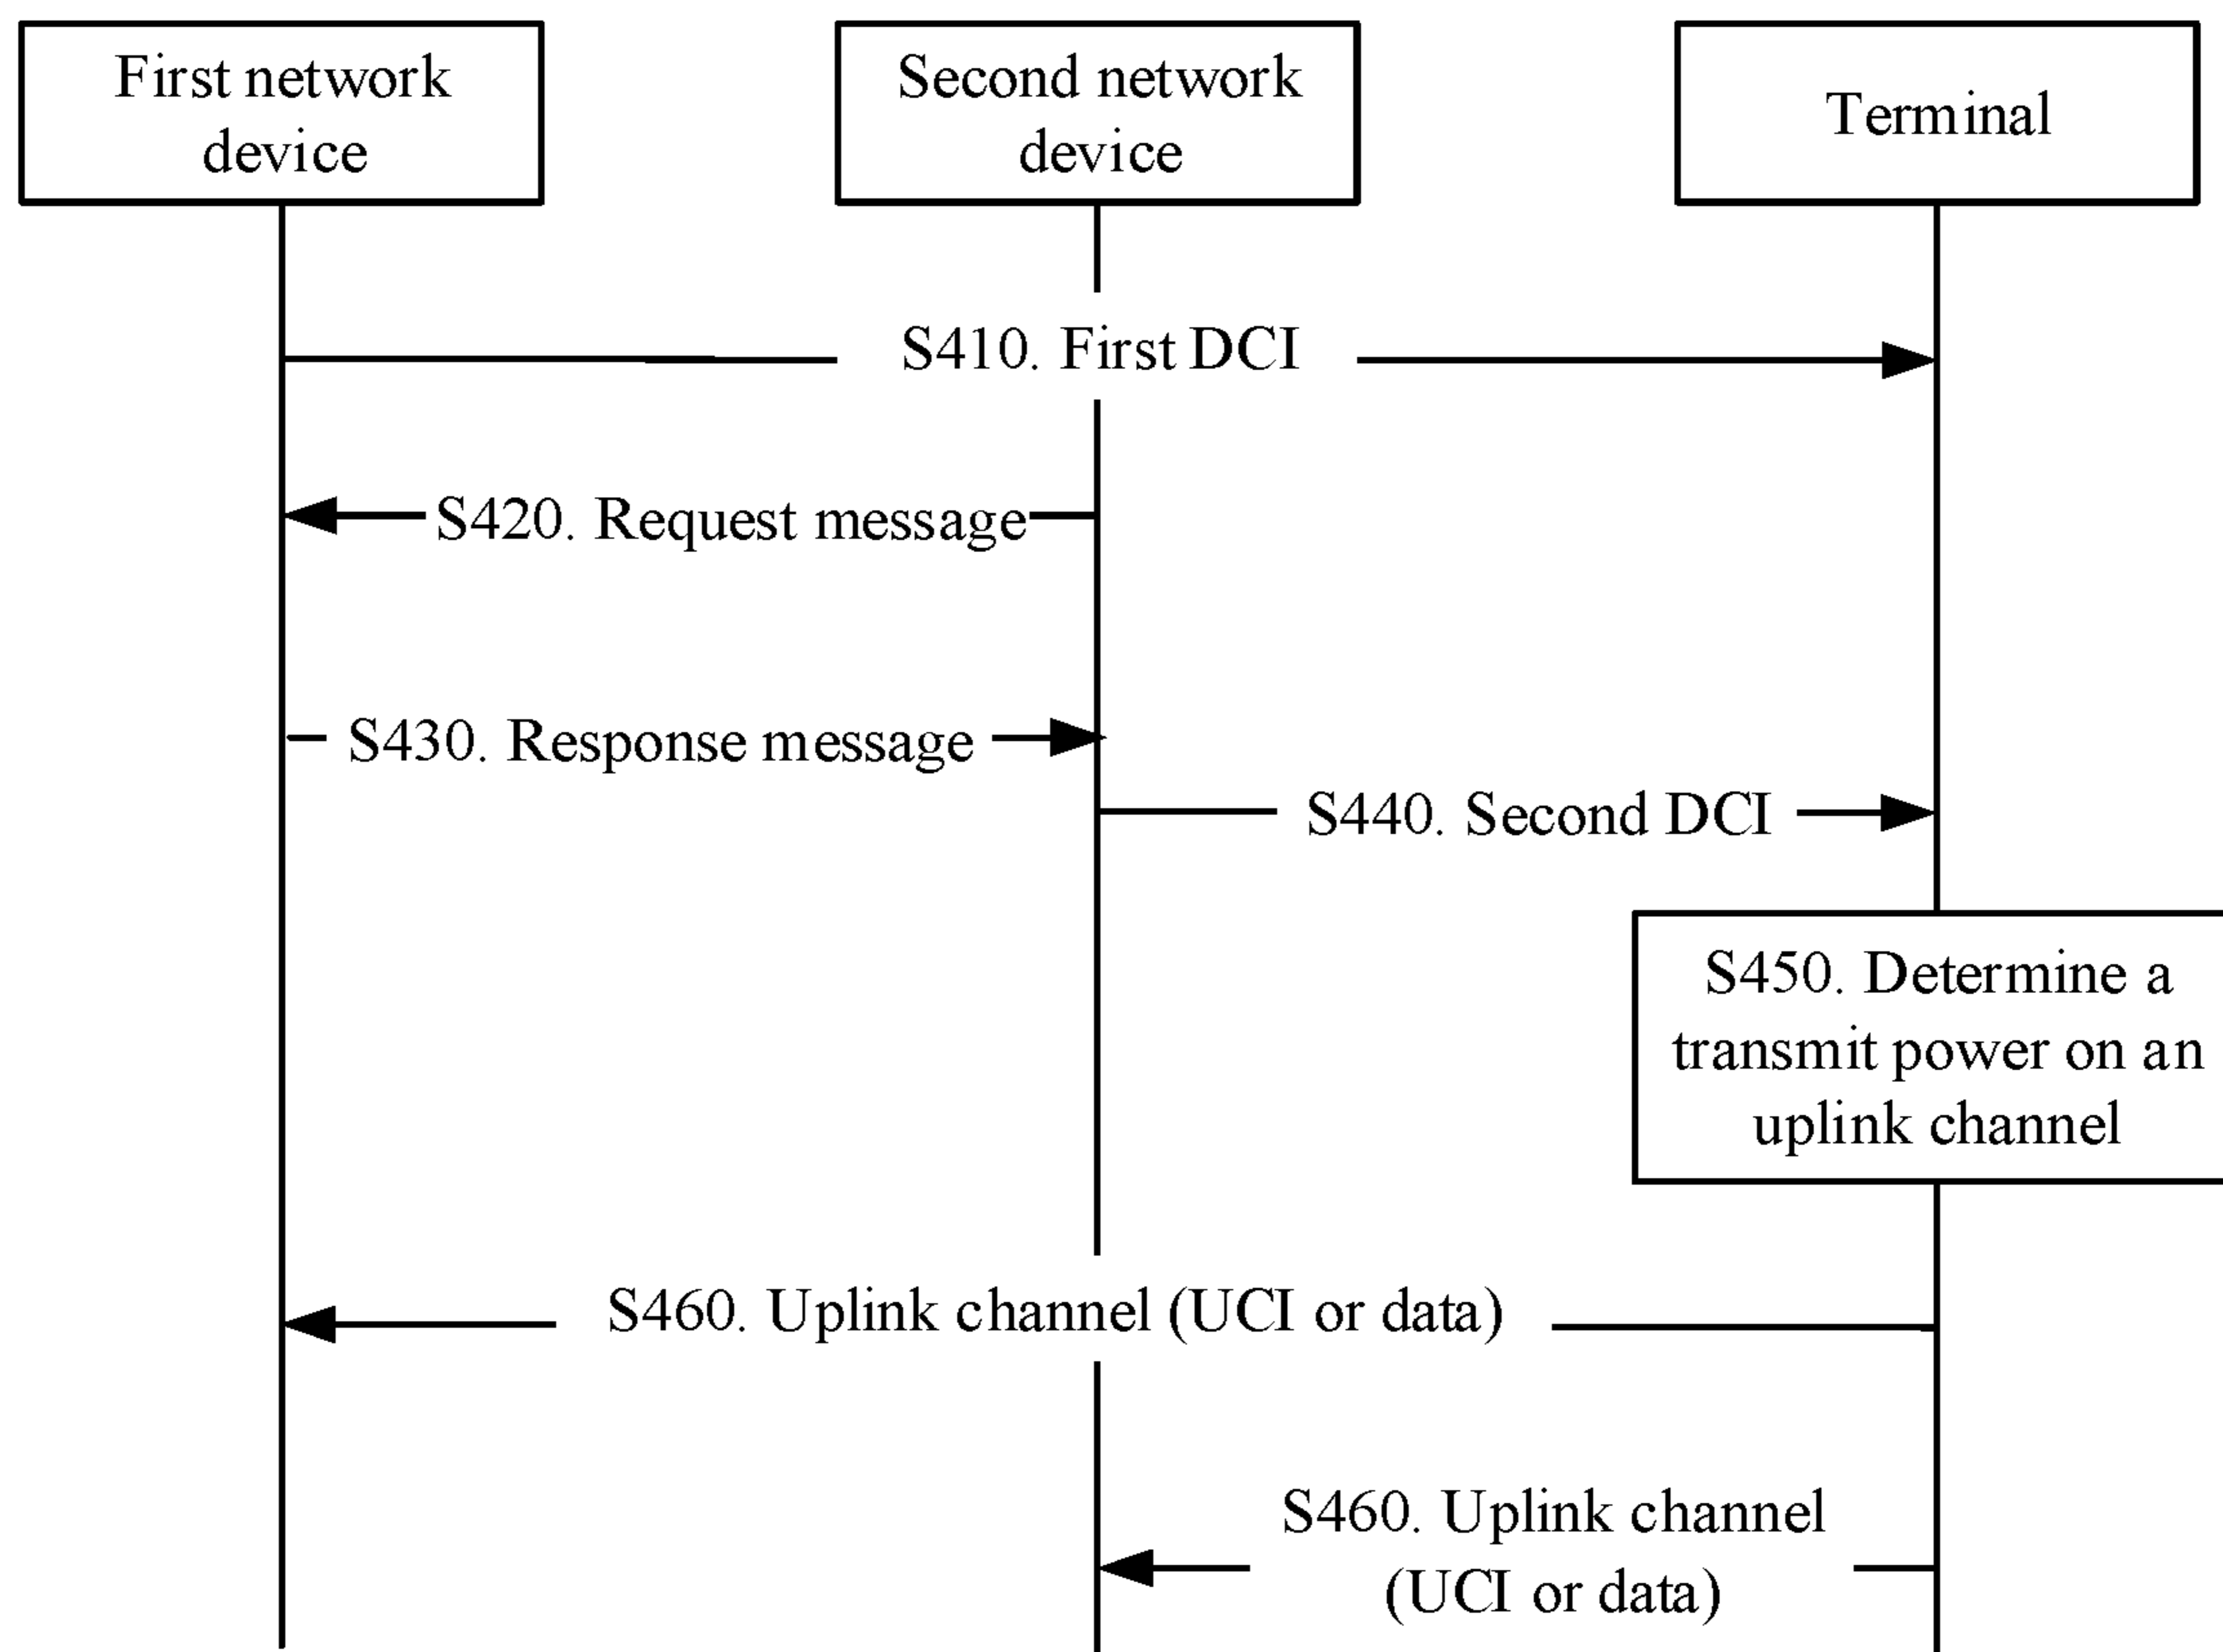 First network
device
Second network
device
Terminal
S410. First DCI
S420. Request message
S430. Response message
S440. Second DCI
S450. Determine a
transmit power on an
uplink channel
S460. Uplink channel (UCI or data)
S460. Uplink channel
(UCI or data)